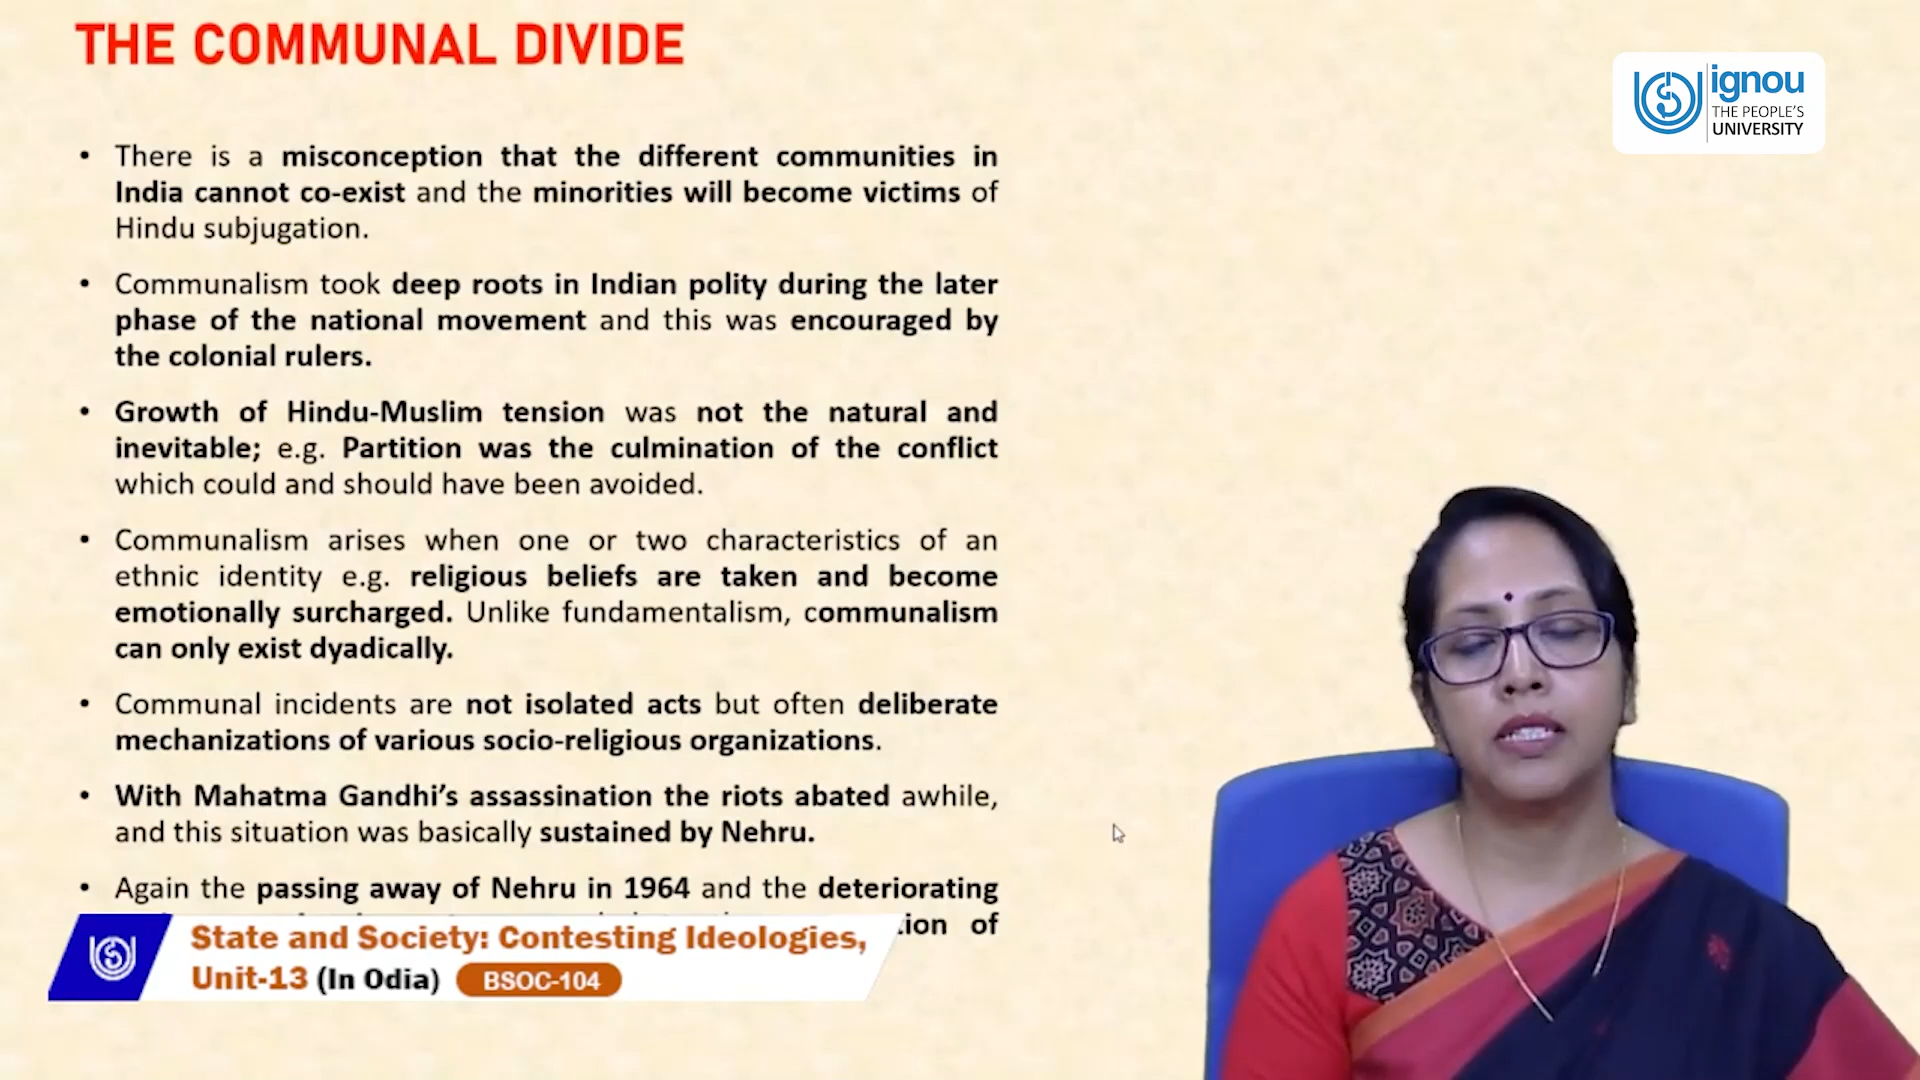 THE COMMUNAL DIVIDE
ignou
THE PEOPLE'S
UNIVERSITY
• There is a misconception that the different communities in
India cannot co-exist and the minorities will become victims of
Hindu subjugation.
• Communalism took deep roots in Indian polity during the later
phase of the national movement and this was encouraged by
the colonial rulers.
• Growth of Hindu-Muslim tension was not the natural and
inevitable; e.g. Partition was the culmination of the conflict
which could and should have been avoided.
• Communalism arises when one or two characteristics of an
ethnic identity e.g. religious beliefs are taken and become
emotionally surcharged. Unlike fundamentalism, communalism
can only exist dyadically.
• Communal incidents are not isolated acts but often deliberate
mechanizations of various socio-religious organizations.
• With Mahatma Gandhi’s assassination the riots abated awhile,
and this situation was basically sustained by Nehru.
• Again the passing away of Nehru in 1964 and the deteriorating
of
State and Society: Contesting Ideologies,
Unit-13 (In Odia) BSOC-104